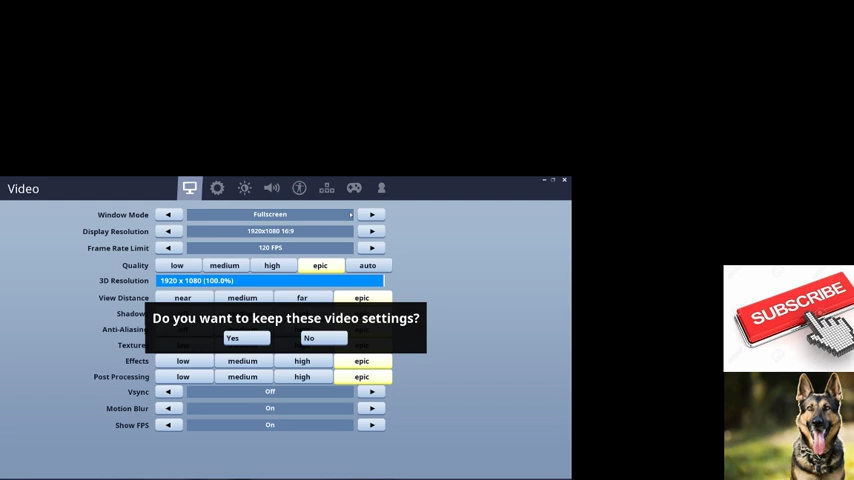 Video
Window Mode Fullscreen
Display Resolution 1920x1080 16:9
Frame Rate Limit 120 FPS
Quality low medium high epic auto
3D Resolution 1920 x 1080 (100.0%)
View Distance near medium far epic
Shadow
Do you want to keep these video settings?
Anti-Aliasing
Yes No
Texture
Effects low medium high epic
Post Processing low medium high epic
Vsync Off
Motion Blur On
Show FPS On
SUBSCRIBE